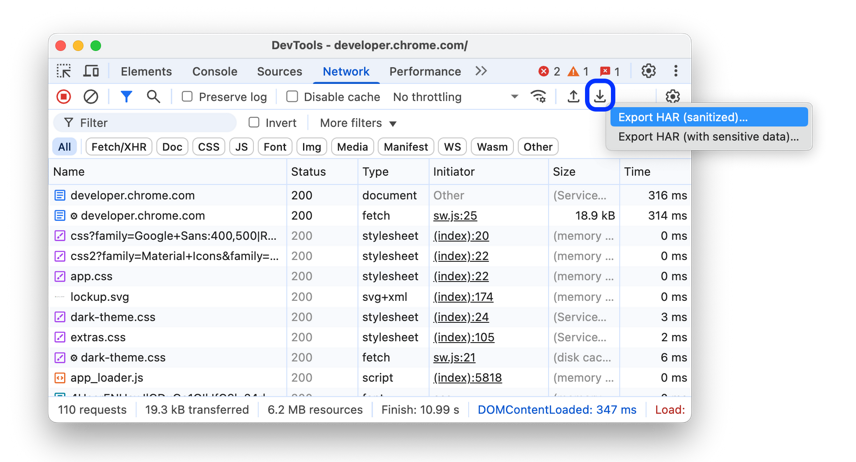 DevTools - developer.chrome.com/
Elements Console Sources Network Performance 2 1 1
Preserve log Disable cache No throttling
Export HAR (sanitized)...
Export HAR (with sensitive data)...
Filter Invert More filters
All Fetch/XHR Doc CSS JS Font Img Media Manifest WS Wasm Other
Name Status Type Initiator Size Time
developer.chrome.com 200 document Other (Service... 316 ms
developer.chrome.com 200 fetch sw.js:25 18.9 kB 314 ms
css?family=Google+Sans:400,500|R... 200 stylesheet (index):20 (memory ... 0 ms
css2?family=Material+Icons&family=... 200 stylesheet (index):22 (memory ... 0 ms
app.css 200 stylesheet (index):22 (memory ... 0 ms
lockup.svg 200 svg+xml (index):174 (memory ... 0 ms
dark-theme.css 200 stylesheet (index):24 (Service... 3 ms
extras.css 200 stylesheet (index):105 (Service... 2 ms
dark-theme.css 200 fetch sw.js:21 (disk cac... 6 ms
app_loader.js 200 script (index):5818 (memory ... 0 ms
110 requests 19.3 kB transferred 6.2 MB resources Finish: 10.99 s DOMContentLoaded: 347 ms Load: